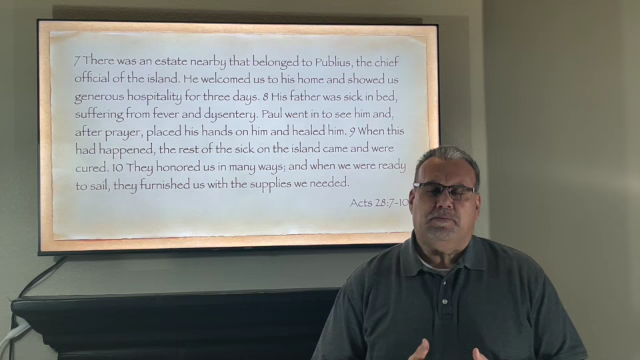 7 There was an estate nearby that belonged to Publius, the chief
official of the island. He welcomed us to his home and showed us
generous hospitality for three days. 8 His father was sick in bed,
suffering from fever and dysentery. Paul went in to see him and,
after prayer, placed his hands on him and healed him. 9 When this
had happened, the rest of the sick on the island came and were
cured. 10 They honored us in many ways; and when we were ready
to sail, they furnished us with the supplies we needed.
Acts 28:7-10